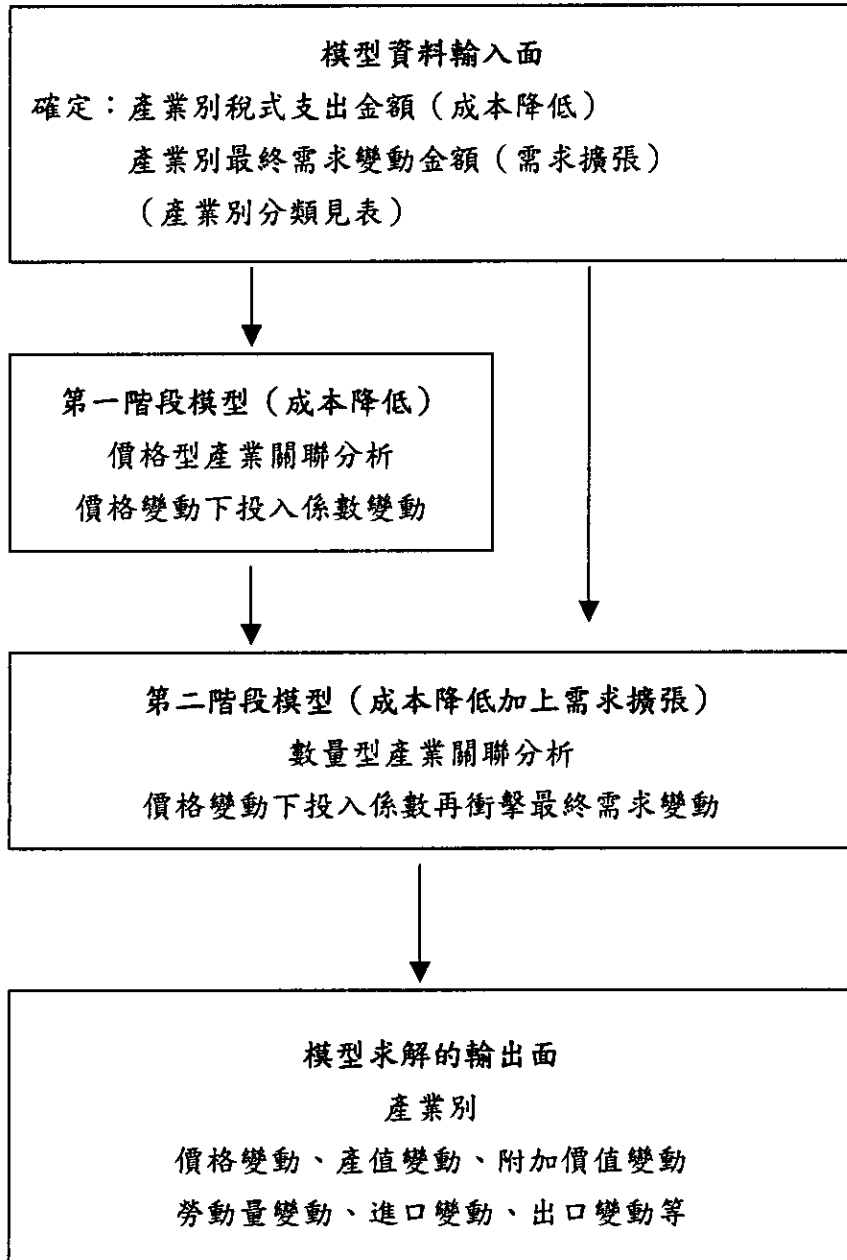 模型資料輸入面
確定：產業別稅式支出金額（成本降低）
產業別最終需求變動金額（需求擴張）
（產業別分類見表）
第一階段模型（成本降低）
價格型產業關聯分析
價格變動下投入係數變動
第二階段模型（成本降低加上需求擴張）
數量型產業關聯分析
價格變動下投入係數再衝擊最終需求變動
模型求解的輸出面
產業別
價格變動、產值變動、附加價值變動
勞動量變動、進口變動、出口變動等